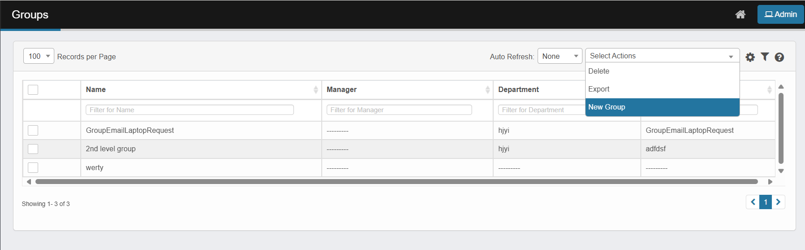 Groups
Admin
100 Records per Page
Auto Refresh: None Select Actions
Delete
Export
New Group
Name Manager Department
Filter for Name Filter for Manager Filter for Department
GroupEmailLaptopRequest --------- hjyi GroupEmailLaptopRequest
2nd level group --------- hjyi adfdsf
werty --------- --------- ---------
Showing 1- 3 of 3
1